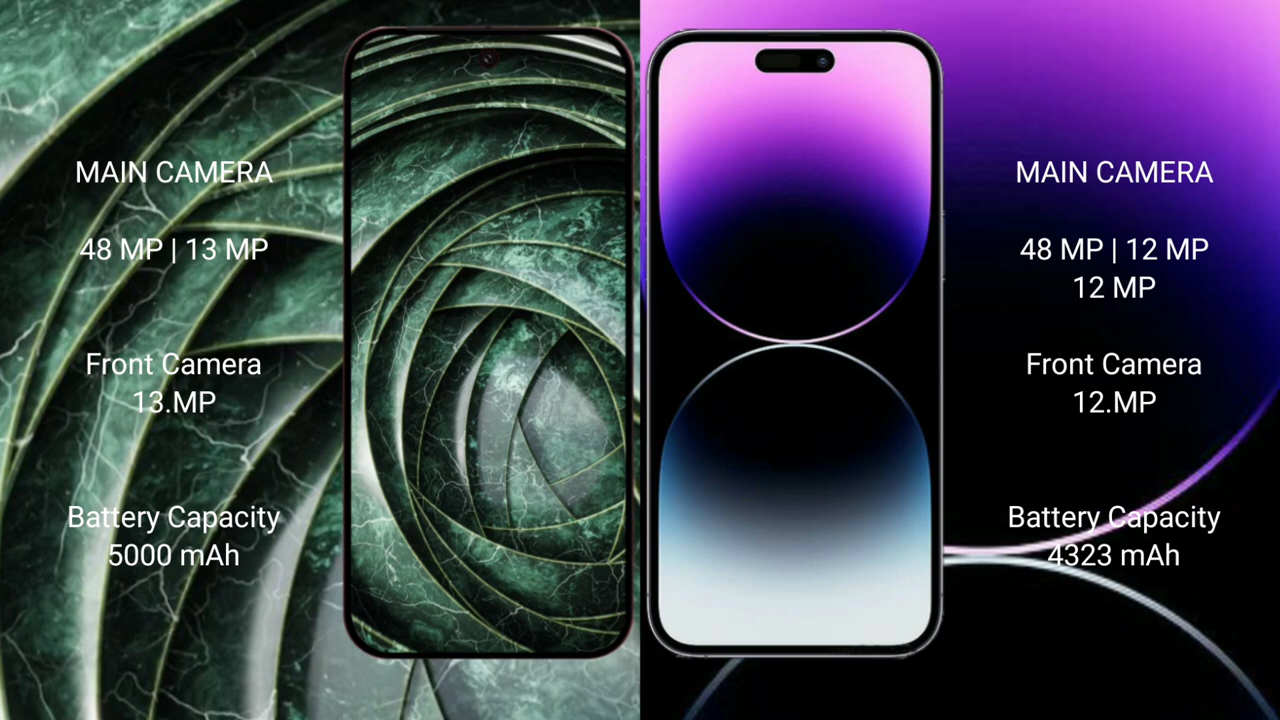 MAIN CAMERA
48 MP | 13 MP
Front Camera
13.MP
Battery Capacity
5000 mAh
MAIN CAMERA
48 MP | 12 MP
12 MP
Front Camera
12.MP
Battery Capacity
4323 mAh